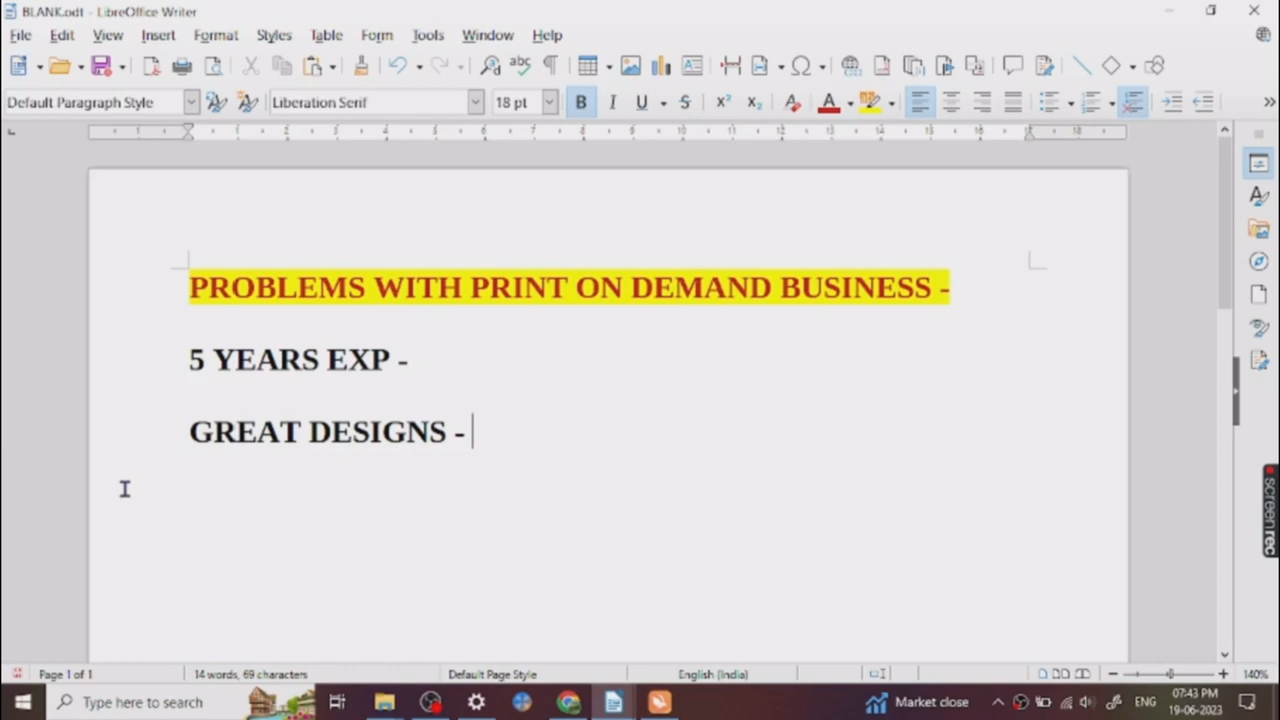 BLANK.odt - LibreOffice Writer
File Edit View Insert Format Styles Table Form Tools Window Help
Default Paragraph Style Liberation Serif 18 pt
PROBLEMS WITH PRINT ON DEMAND BUSINESS -
5 YEARS EXP -
GREAT DESIGNS -
screenrec
Page 1 of 1 14 words, 69 characters Default Page Style English (India) 140%
Type here to search Market close ENG 07:43 PM
19-06-2023